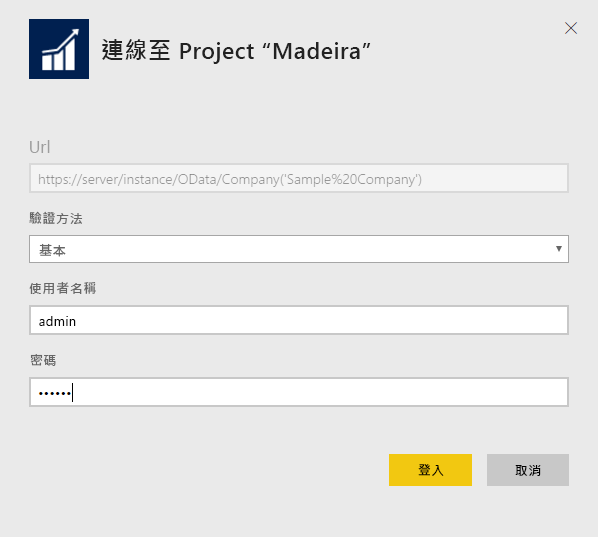 連線至 Project “Madeira”
Url
https://server/instance/OData/Company('Sample%20Company')
驗證方法
基本
使用者名稱
admin
密碼
••••••
登入
取消